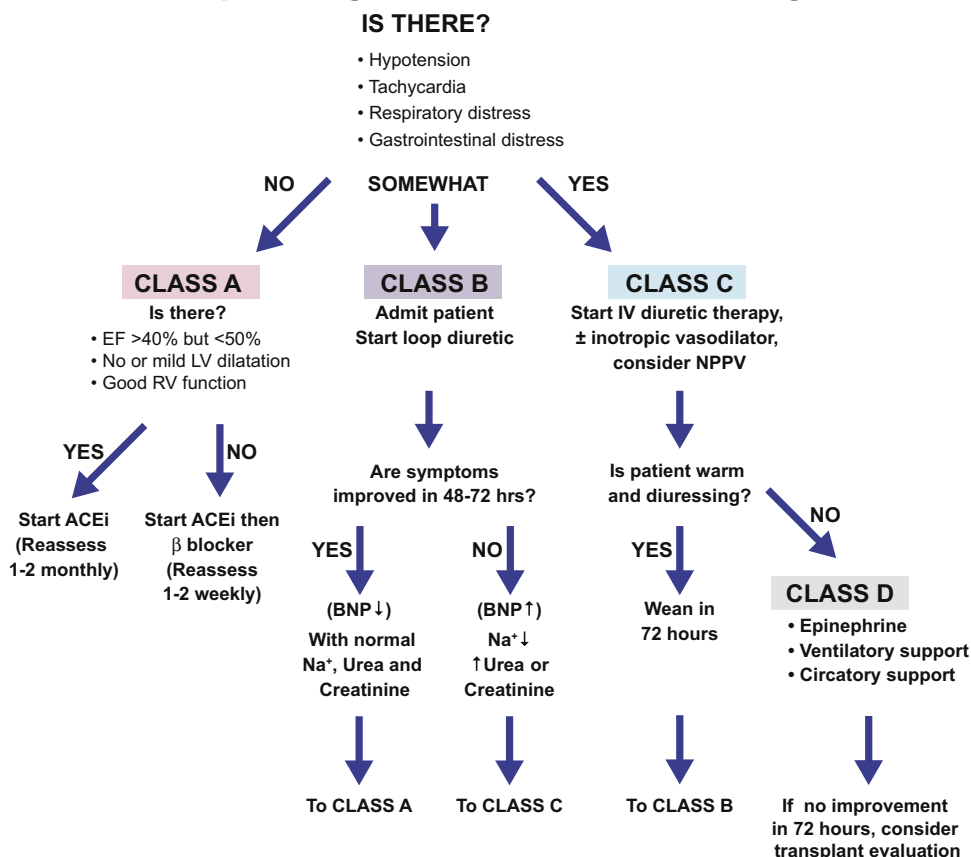 IS THERE?
• Hypotension
• Tachycardia
• Respiratory distress
• Gastrointestinal distress
NO
SOMEWHAT
YES
CLASS A
Is there?
• EF >40% but <50%
• No or mild LV dilatation
• Good RV function
YES
NO
Start ACEi
(Reassess
1-2 monthly)
Start ACEi then
β blocker
(Reassess
1-2 weekly)
CLASS B
Admit patient
Start loop diuretic
Are symptoms
improved in 48-72 hrs?
YES
NO
(BNP↓)
With normal
Na⁺, Urea and
Creatinine
To CLASS A
(BNP↑)
Na⁺↓
↑Urea or
Creatinine
To CLASS C
CLASS C
Start IV diuretic therapy,
± inotropic vasodilator,
consider NPPV
Is patient warm
and diuressing?
YES
NO
Wean in
72 hours
To CLASS B
CLASS D
• Epinephrine
• Ventilatory support
• Circatory support
If no improvement
in 72 hours, consider
transplant evaluation